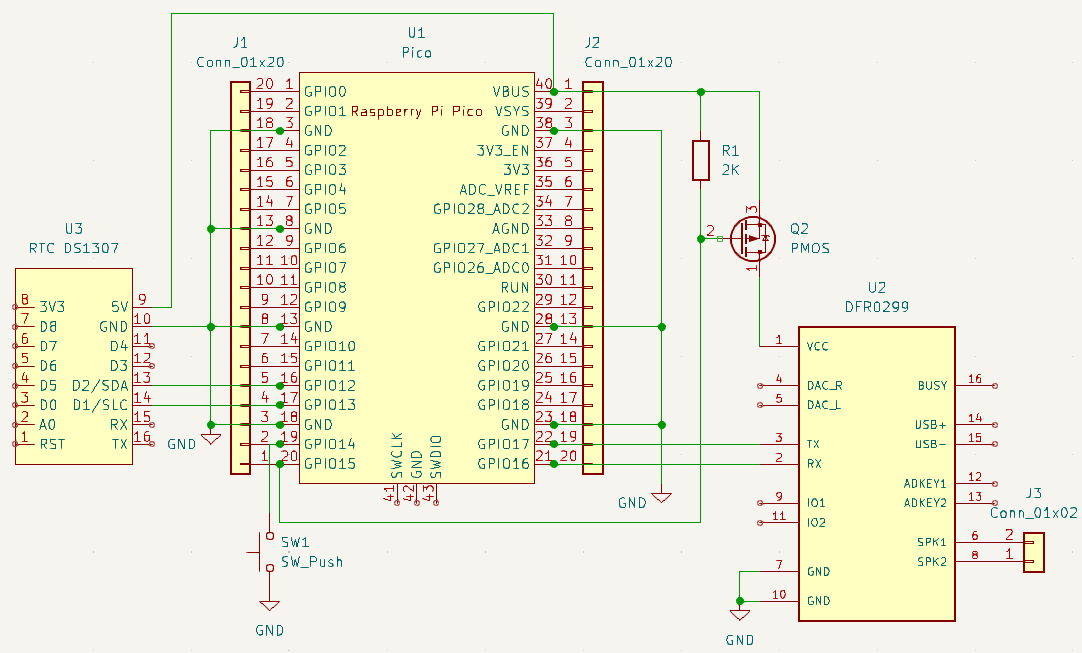 U1
Pico
J1
Conn_01x20
J2
Conn_01x20
20 1 GPIO0 VBUS 40 1
19 2 GPIO1 Raspberry Pi Pico VSYS 39 2
18 3 GND GND 38 3
17 4 GPIO2 3V3_EN 37 4
16 5 GPIO3 3V3 36 5
15 6 GPIO4 ADC_VREF 35 6
14 7 GPIO5 GPIO28_ADC2 34 7
13 8 GND AGND 33 8
12 9 GPIO6 GPIO27_ADC1 32 9
11 10 GPIO7 GPIO26_ADC0 31 10
10 11 GPIO8 RUN 30 11
9 12 GPIO9 GPIO22 29 12
8 13 GND GND 28 13
7 14 GPIO10 GPIO21 27 14
6 15 GPIO11 GPIO20 26 15
5 16 GPIO12 GPIO19 25 16
4 17 GPIO13 GPIO18 24 17
3 18 GND GND 23 18
2 19 GPIO14 GPIO17 22 19
1 20 GPIO15 GPIO16 21 20
SWCLK
GND
SWDIO
41
42
43
R1
2K
U3
RTC DS1307
8 3V3 5V 9
7 D8 GND 10
6 D7 D4 11
5 D6 D3 12
4 D5 D2/SDA 13
3 D0 D1/SLC 14
2 A0 RX 15
1 RST TX 16
GND
GND
SW1
SW_Push
GND
3
2
1
Q2
PMOS
U2
DFR0299
1 VCC
4 DAC_R BUSY 16
5 DAC_L
USB+ 14
3 TX USB- 15
2 RX
ADKEY1 12
9 IO1 ADKEY2 13
11 IO2
SPK1 6 2
SPK2 8 1
7 GND
10 GND
J3
Conn_01x02
GND